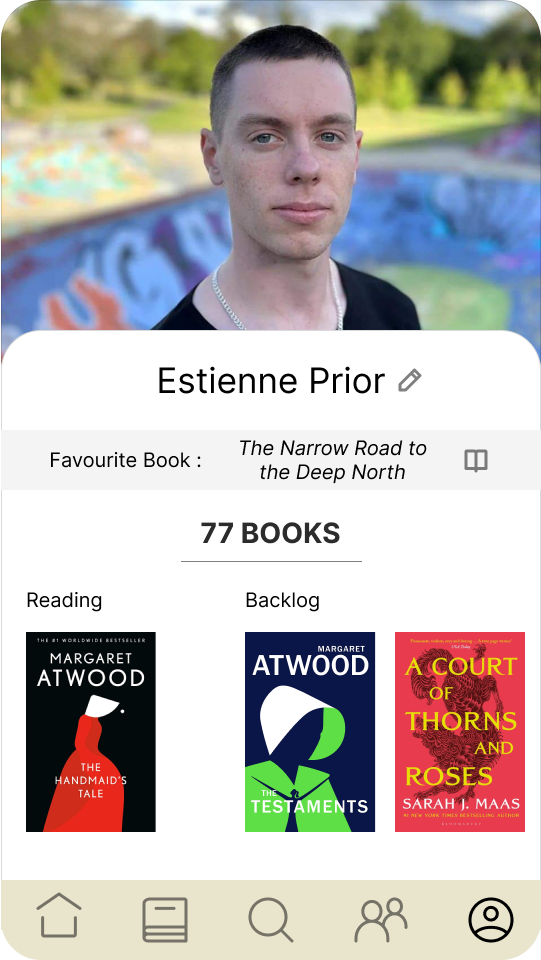 Estienne Prior
Favourite Book :
The Narrow Road to
the Deep North
77 BOOKS
Reading
Backlog
THE #1 WORLDWIDE BESTSELLER
MARGARET
ATWOOD
THE
HANDMAID'S
TALE
MARGARET
ATWOOD
THE
TESTAMENTS
A COURT
OF
THORNS
AND
ROSES
SARAH J. MAAS
#1 NEW YORK TIMES BESTSELLING AUTHOR